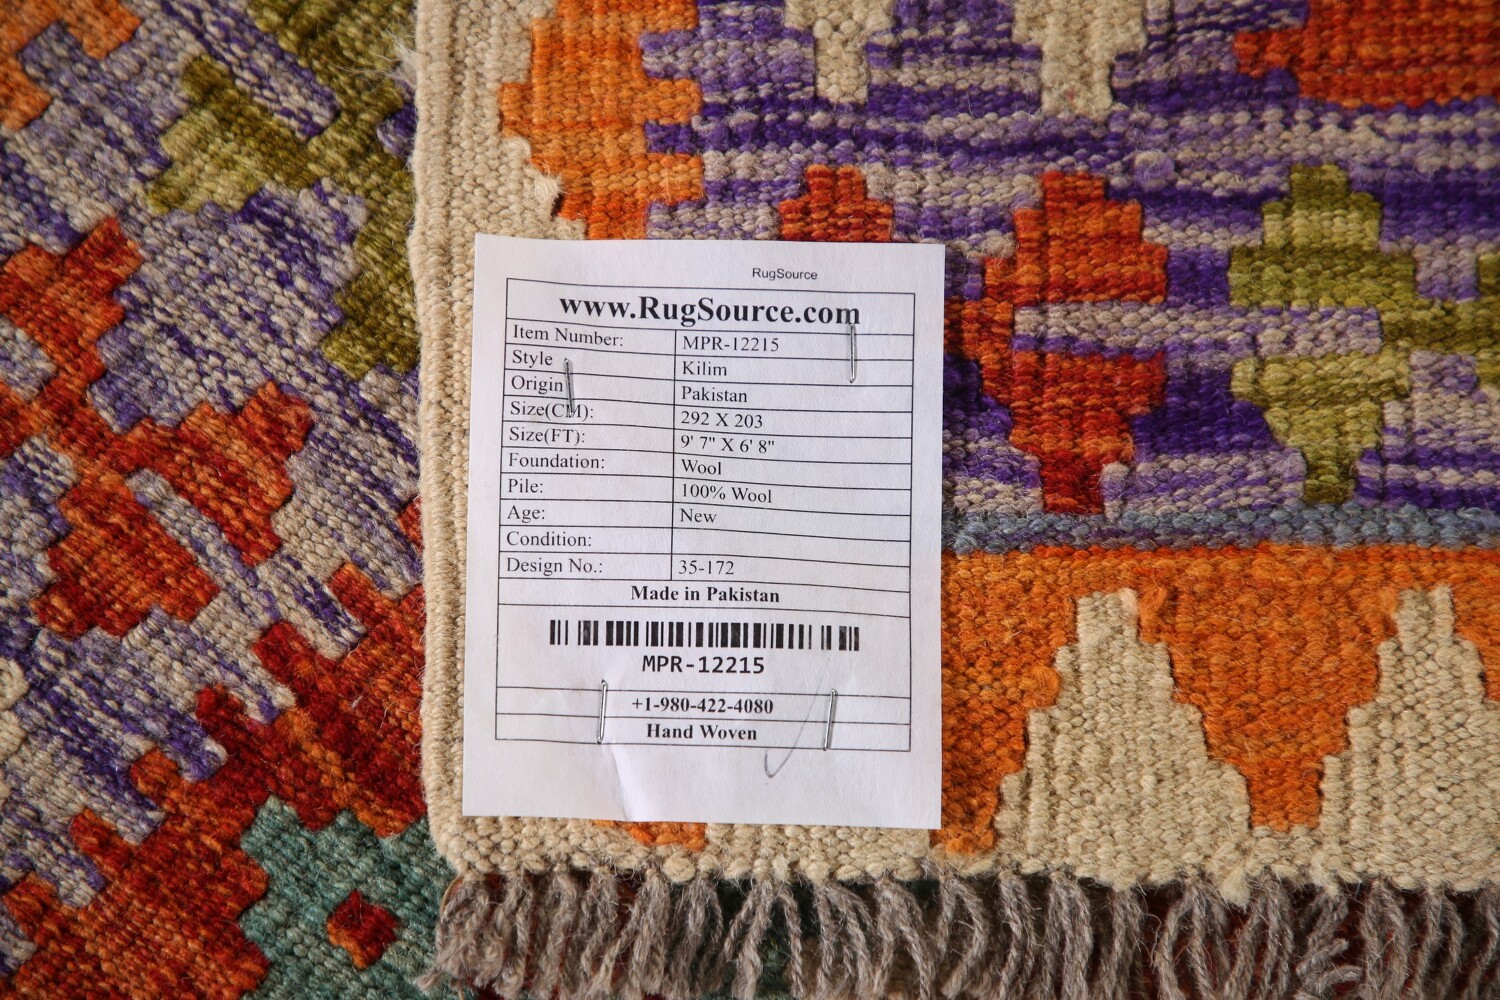 RugSource
www.RugSource.com
Item Number: MPR-12215
Style Kilim
Origin Pakistan
Size(CM): 292 X 203
Size(FT): 9' 7" X 6' 8"
Foundation: Wool
Pile: 100% Wool
Age: New
Condition:
Design No.: 35-172
Made in Pakistan
MPR-12215
+1-980-422-4080
Hand Woven